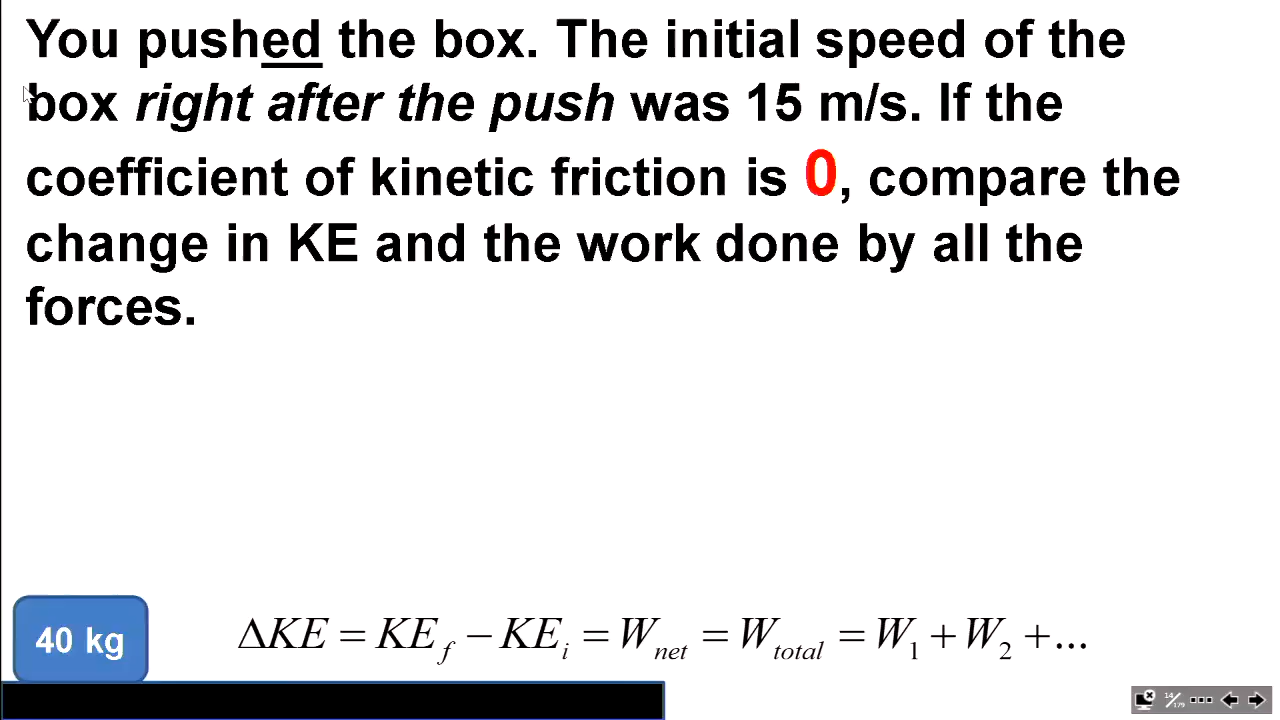 You pushed the box. The initial speed of the
box right after the push was 15 m/s. If the
coefficient of kinetic friction is 0, compare the
change in KE and the work done by all the
forces.
40 kg
ΔKE = KE_f − KE_i = W_net = W_total = W_1 + W_2 + ...
14/179